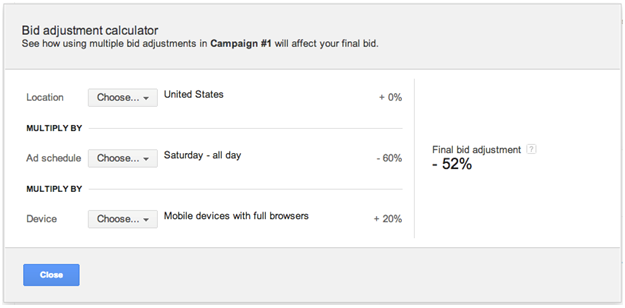 Bid adjustment calculator
See how using multiple bid adjustments in Campaign #1 will affect your final bid.
Location Choose... United States + 0%
MULTIPLY BY
Ad schedule Choose... Saturday - all day - 60%
MULTIPLY BY
Device Choose... Mobile devices with full browsers + 20%
Final bid adjustment ?
- 52%
Close